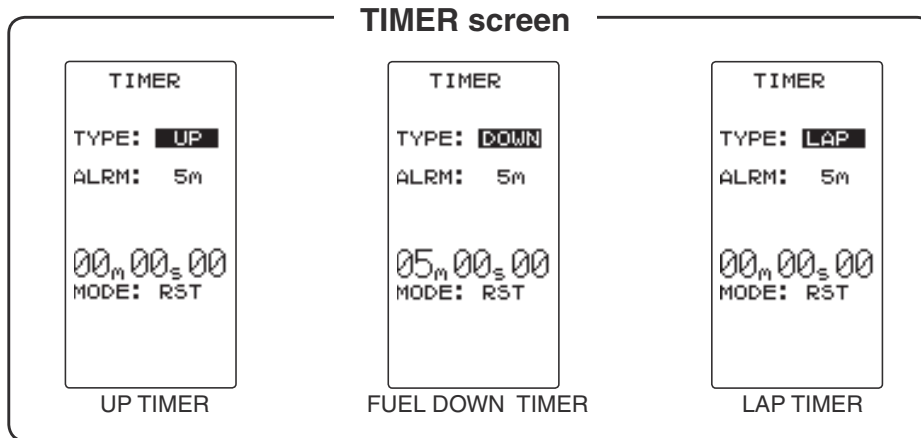 TIMER screen
TIMER
TYPE: UP
ALRM: 5m
00m00s00
MODE: RST
UP TIMER
TIMER
TYPE: DOWN
ALRM: 5m
05m00s00
MODE: RST
FUEL DOWN TIMER
TIMER
TYPE: LAP
ALRM: 5m
00m00s00
MODE: RST
LAP TIMER